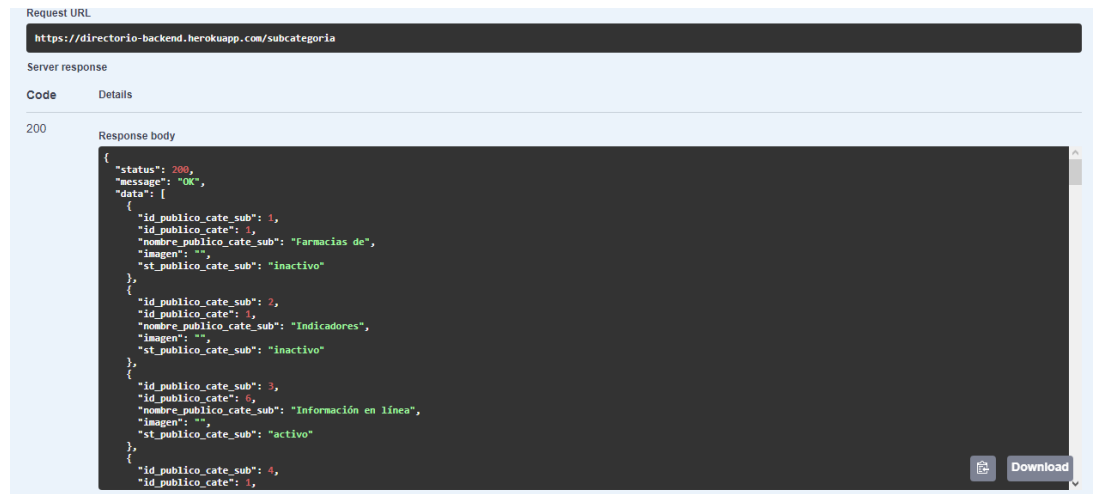 Request URL
https://directorio-backend.herokuapp.com/subcategoria
Server response
Code Details
200
Response body
{
"status": 200,
"message": "OK",
"data": [
{
"id_publico_cate_sub": 1,
"id_publico_cate": 1,
"nombre_publico_cate_sub": "Farmacias de",
"imagen": "",
"st_publico_cate_sub": "inactivo"
},
{
"id_publico_cate_sub": 2,
"id_publico_cate": 1,
"nombre_publico_cate_sub": "Indicadores",
"imagen": "",
"st_publico_cate_sub": "inactivo"
},
{
"id_publico_cate_sub": 3,
"id_publico_cate": 6,
"nombre_publico_cate_sub": "Información en línea",
"imagen": "",
"st_publico_cate_sub": "activo"
},
{
"id_publico_cate_sub": 4,
"id_publico_cate": 1,
Download